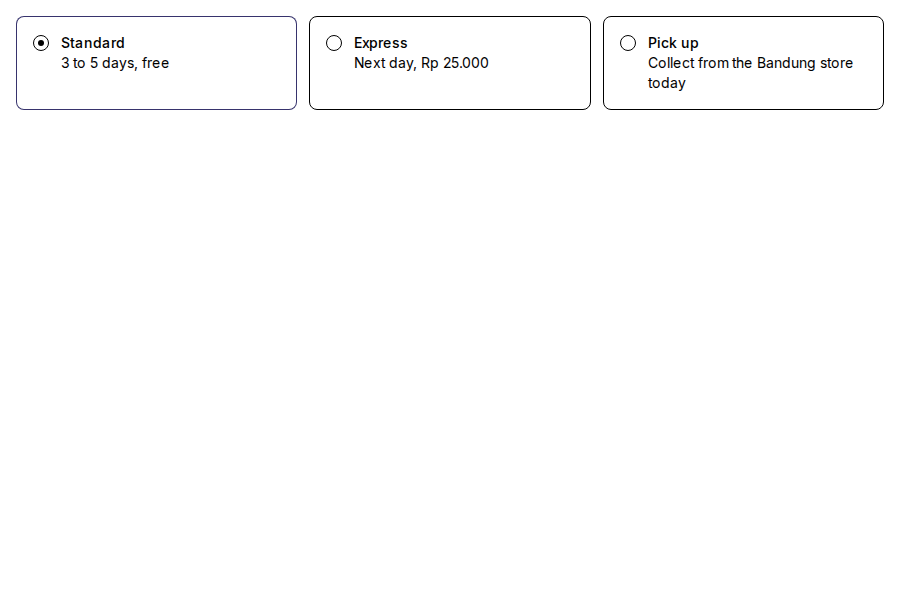 Standard
3 to 5 days, free
Express
Next day, Rp 25.000
Pick up
Collect from the Bandung store
today